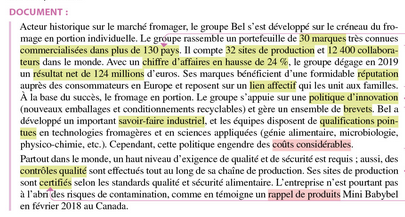 DOCUMENT :
Acteur historique sur le marché fromager, le groupe Bel s'est développé sur le créneau du fro-
mage en portion individuelle. Le groupe rassemble un portefeuille de 30 marques très connues
commercialisées dans plus de 130 pays. Il compte 32 sites de production et 12 400 collabora-
teurs dans le monde. Avec un chiffre d'affaires en hausse de 24 %, le groupe dégage en 2019
un résultat net de 124 millions d'euros. Ses marques bénéficient d'une formidable réputation
auprès des consommateurs en Europe et reposent sur un lien affectif qui les unit aux familles.
À la base du succès, le fromage en portion. Le groupe s'appuie sur une politique d'innovation
(nouveaux emballages et conditionnements recyclables) et gère un ensemble de brevets. Bel a
développé un important savoir-faire industriel, et les équipes disposent de qualifications poin-
tues en technologies fromagères et en sciences appliquées (génie alimentaire, microbiologie,
physico-chimie, etc.). Cependant, cette politique engendre des coûts considérables.
Partout dans le monde, un haut niveau d'exigence de qualité et de sécurité est requis ; aussi, des
contrôles qualité sont effectués tout au long de sa chaîne de production. Ses sites de production
sont certifiés selon les standards qualité et sécurité alimentaire. L'entreprise n'est pourtant pas
à l'abri des risques de contamination, comme en témoigne un rappel de produits Mini Babybel
en février 2018 au Canada.